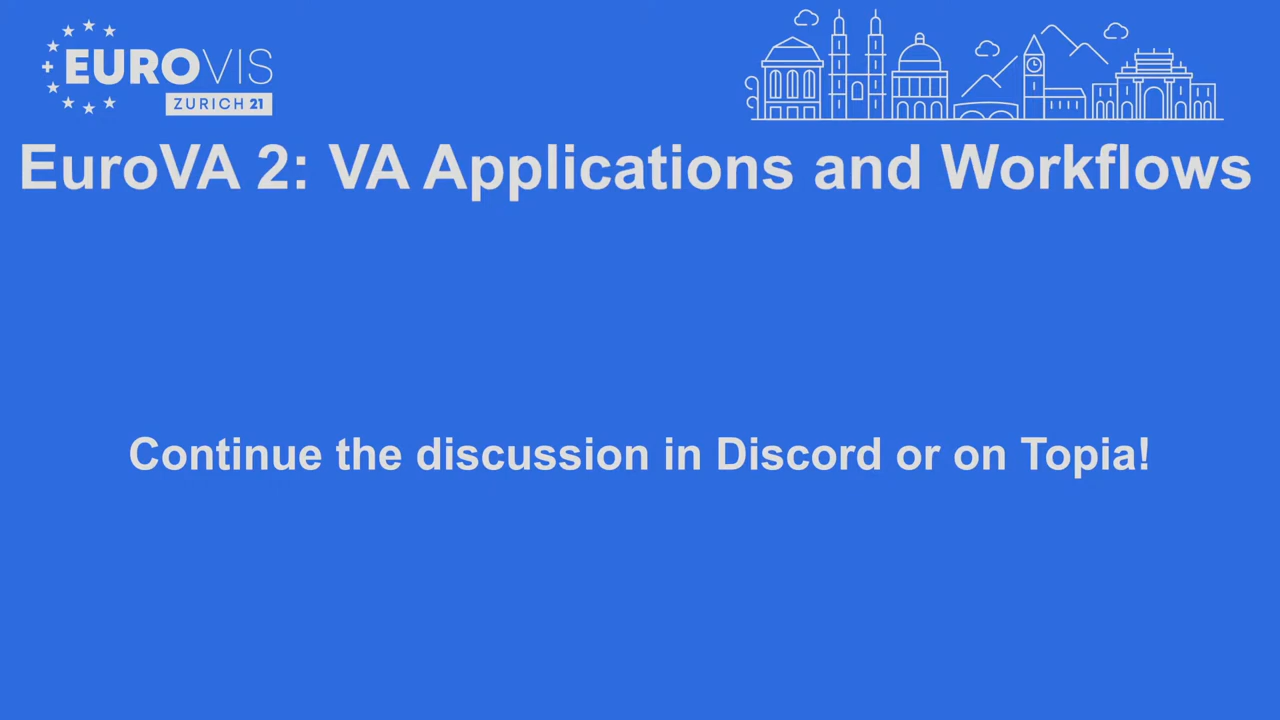 EUROVIS
ZURICH 21
EuroVA 2: VA Applications and Workflows
Continue the discussion in Discord or on Topia!